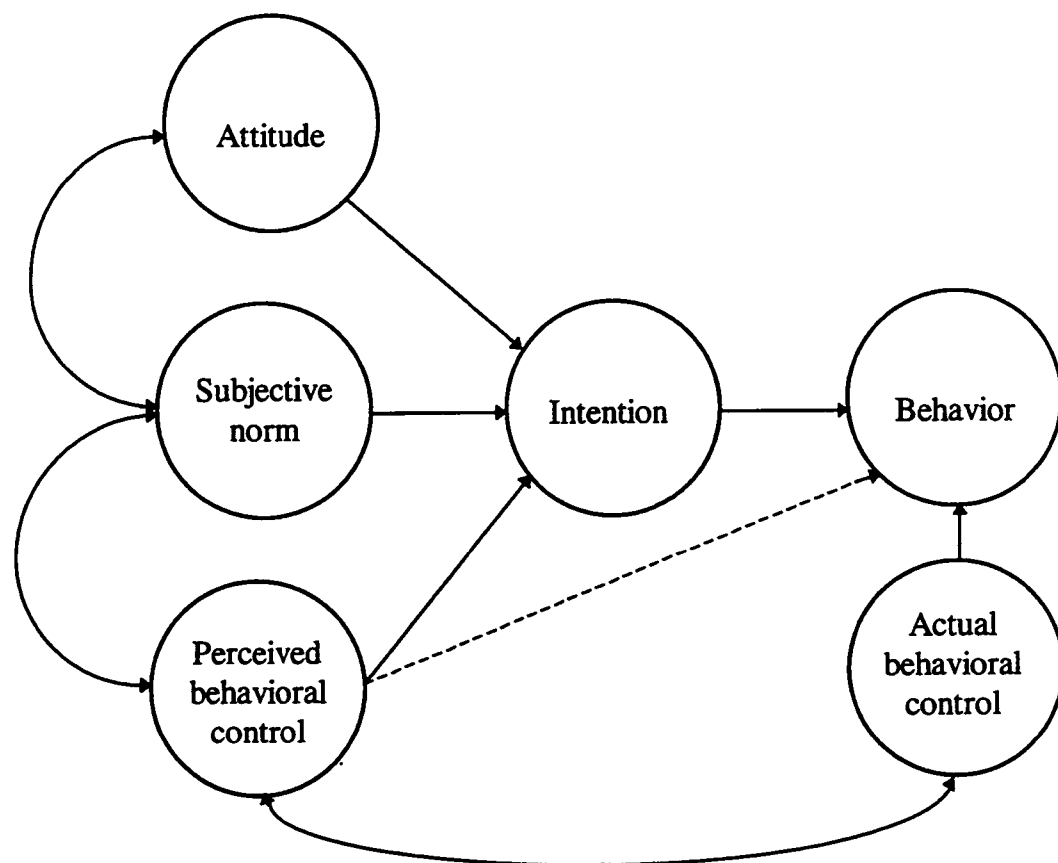 Attitude
Subjective
norm
Intention
Behavior
Perceived
behavioral
control
Actual
behavioral
control